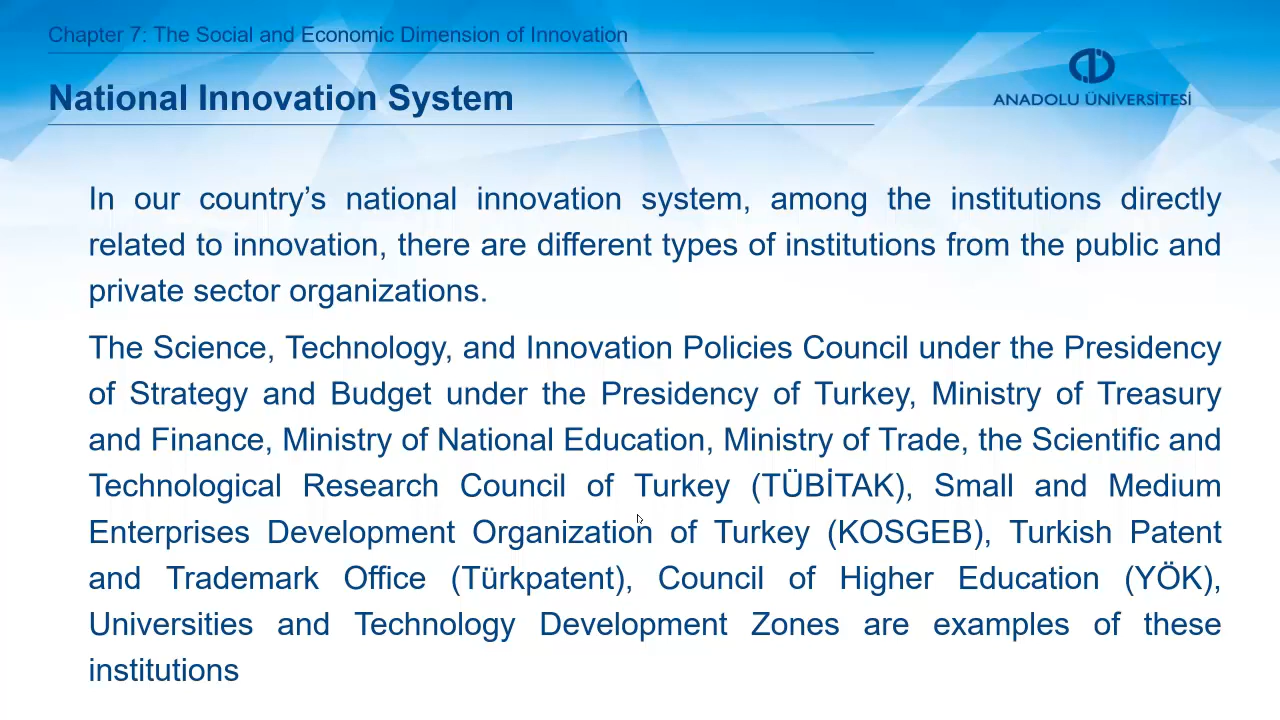 Chapter 7: The Social and Economic Dimension of Innovation
National Innovation System
ANADOLU ÜNİVERSİTESİ
In our country’s national innovation system, among the institutions directly
related to innovation, there are different types of institutions from the public and
private sector organizations.
The Science, Technology, and Innovation Policies Council under the Presidency
of Strategy and Budget under the Presidency of Turkey, Ministry of Treasury
and Finance, Ministry of National Education, Ministry of Trade, the Scientific and
Technological Research Council of Turkey (TÜBİTAK), Small and Medium
Enterprises Development Organization of Turkey (KOSGEB), Turkish Patent
and Trademark Office (Türkpatent), Council of Higher Education (YÖK),
Universities and Technology Development Zones are examples of these
institutions